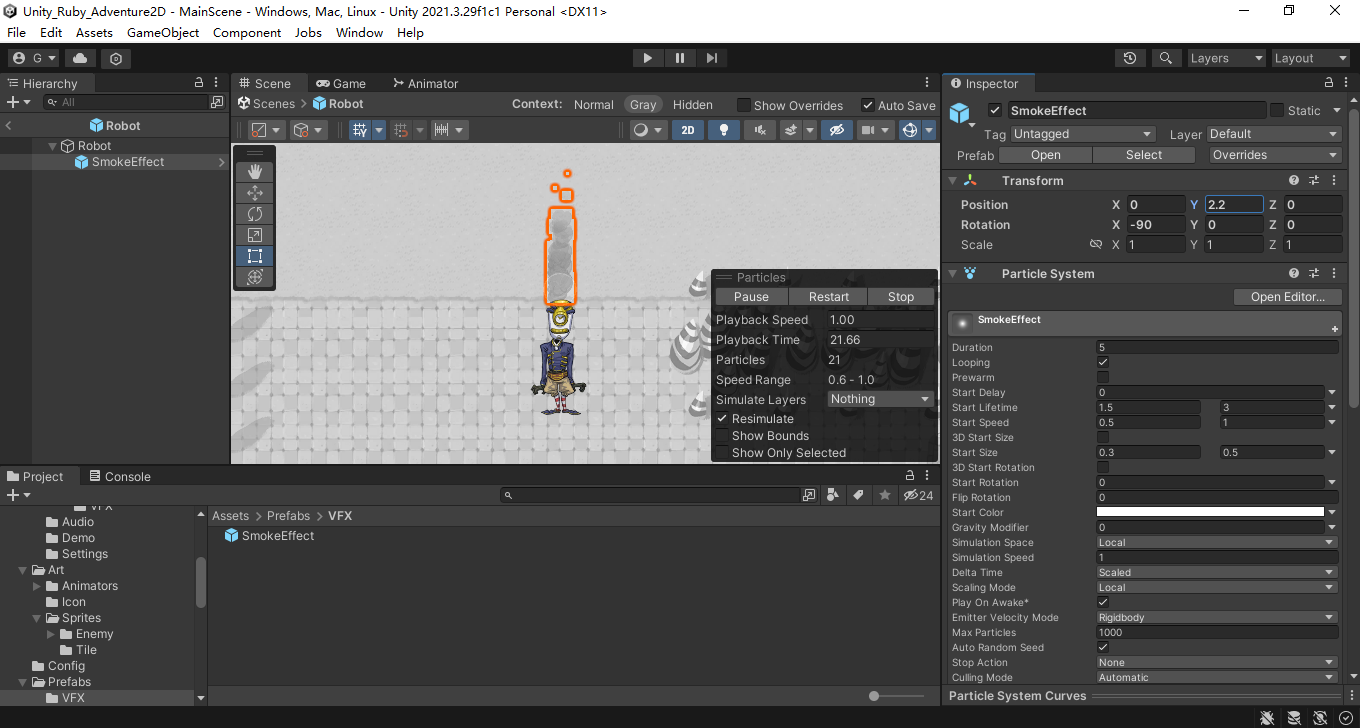 Unity_Ruby_Adventure2D - MainScene - Windows, Mac, Linux - Unity 2021.3.29f1c1 Personal <DX11>
File Edit Assets GameObject Component Jobs Window Help
G Layers Layout
Hierarchy
All
Robot
Robot
SmokeEffect
Scene Game Animator
Scenes Robot Context: Normal Gray Hidden Show Overrides Auto Save
2D
Particles
Pause Restart Stop
Playback Speed 1.00
Playback Time 21.66
Particles 21
Speed Range 0.6 - 1.0
Simulate Layers Nothing
Resimulate
Show Bounds
Show Only Selected
Inspector
SmokeEffect Static
Tag Untagged Layer Default
Prefab Open Select Overrides
Transform
Position X 0 Y 2.2 Z 0
Rotation X -90 Y 0 Z 0
Scale X 1 Y 1 Z 1
Particle System
Open Editor...
SmokeEffect
Duration 5
Looping
Prewarm
Start Delay 0
Start Lifetime 1.5 3
Start Speed 0.5 1
3D Start Size
Start Size 0.3 0.5
3D Start Rotation
Start Rotation 0
Flip Rotation 0
Start Color
Gravity Modifier 0
Simulation Space Local
Simulation Speed 1
Delta Time Scaled
Scaling Mode Local
Play On Awake*
Emitter Velocity Mode Rigidbody
Max Particles 1000
Auto Random Seed
Stop Action None
Culling Mode Automatic
Particle System Curves
Project Console
24
VFX
Audio
Demo
Settings
Art
Animators
Icon
Sprites
Enemy
Tile
Config
Prefabs
VFX
Assets > Prefabs > VFX
SmokeEffect